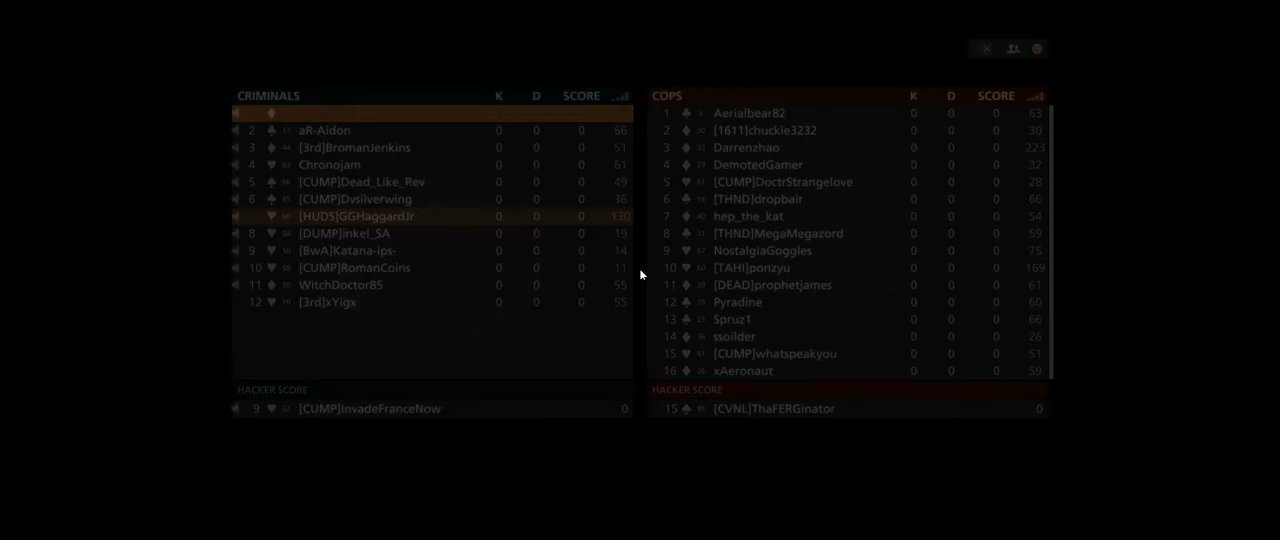 CRIMINALS K D SCORE
2 aR-Aidon 0 0 0 66
3 [3rd]BromanJenkins 0 0 0 51
4 Chronojam 0 0 0 61
5 [CUMP]Dead_Like_Rev 0 0 0 49
6 [CUMP]Dvsilverwing 0 0 0 36
[HUDS]GGHaggardJr 0 0 0 130
8 [DUMP]inkel_SA 0 0 0 19
9 [BwA]Katana-ips- 0 0 0 14
10 [CUMP]RomanCoins 0 0 0 11
11 WitchDoctor85 0 0 0 55
12 [3rd]xYigx 0 0 0 55
HACKER SCORE
9 [CUMP]InvadeFranceNow 0
COPS K D SCORE
1 Aerialbear82 0 0 0 63
2 [1611]chuckie3232 0 0 0 30
3 Darrenzhao 0 0 0 223
4 DemotedGamer 0 0 0 32
5 [CUMP]DoctrStrangelove 0 0 0 28
6 [THND]dropbair 0 0 0 66
7 hep_the_kat 0 0 0 54
8 [THND]MegaMegazord 0 0 0 59
9 NostalgiaGoggles 0 0 0 75
10 [TAHI]ponzyu 0 0 0 169
11 [DEAD]prophetjames 0 0 0 61
12 Pyradine 0 0 0 60
13 Spruz1 0 0 0 66
14 ssoilder 0 0 0 26
15 [CUMP]whatspeakyou 0 0 0 51
16 xAeronaut 0 0 0 59
HACKER SCORE
15 [CVNL]ThaFERGinator 0